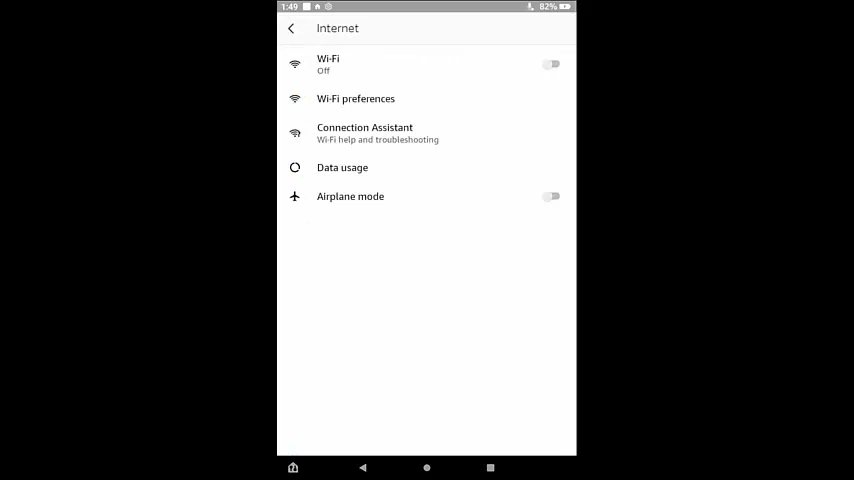 1:49
82%
Internet
Wi-Fi
Off
Wi-Fi preferences
Connection Assistant
Wi-Fi help and troubleshooting
Data usage
Airplane mode